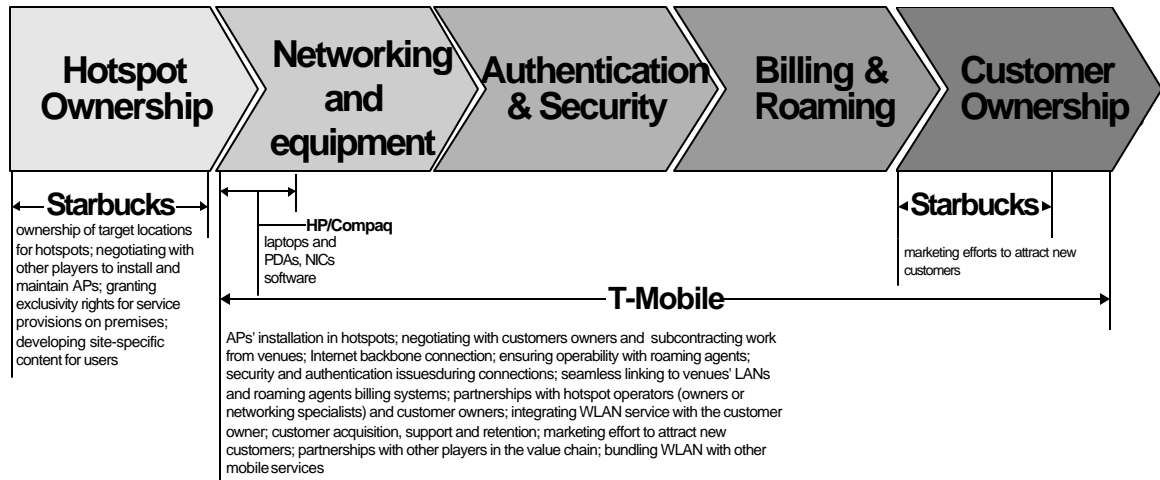 Hotspot
Ownership
Networking
and
equipment
Authentication
& Security
Billing &
Roaming
Customer
Ownership
Starbucks
ownership of target locations
for hotspots; negotiating with
other players to install and
maintain APs; granting
exclusivity rights for service
provisions on premises;
developing site-specific
content for users
HP/Compaq
laptops and
PDAs, NICs
software
Starbucks
marketing efforts to attract new
customers
T-Mobile
APs' installation in hotspots; negotiating with customers owners and subcontracting work
from venues; Internet backbone connection; ensuring operability with roaming agents;
security and authentication issuesduring connections; seamless linking to venues' LANs
and roaming agents billing systems; partnerships with hotspot operators (owners or
networking specialists) and customer owners; integrating WLAN service with the customer
owner; customer acquisition, support and retention; marketing effort to attract new
customers; partnerships with other players in the value chain; bundling WLAN with other
mobile services